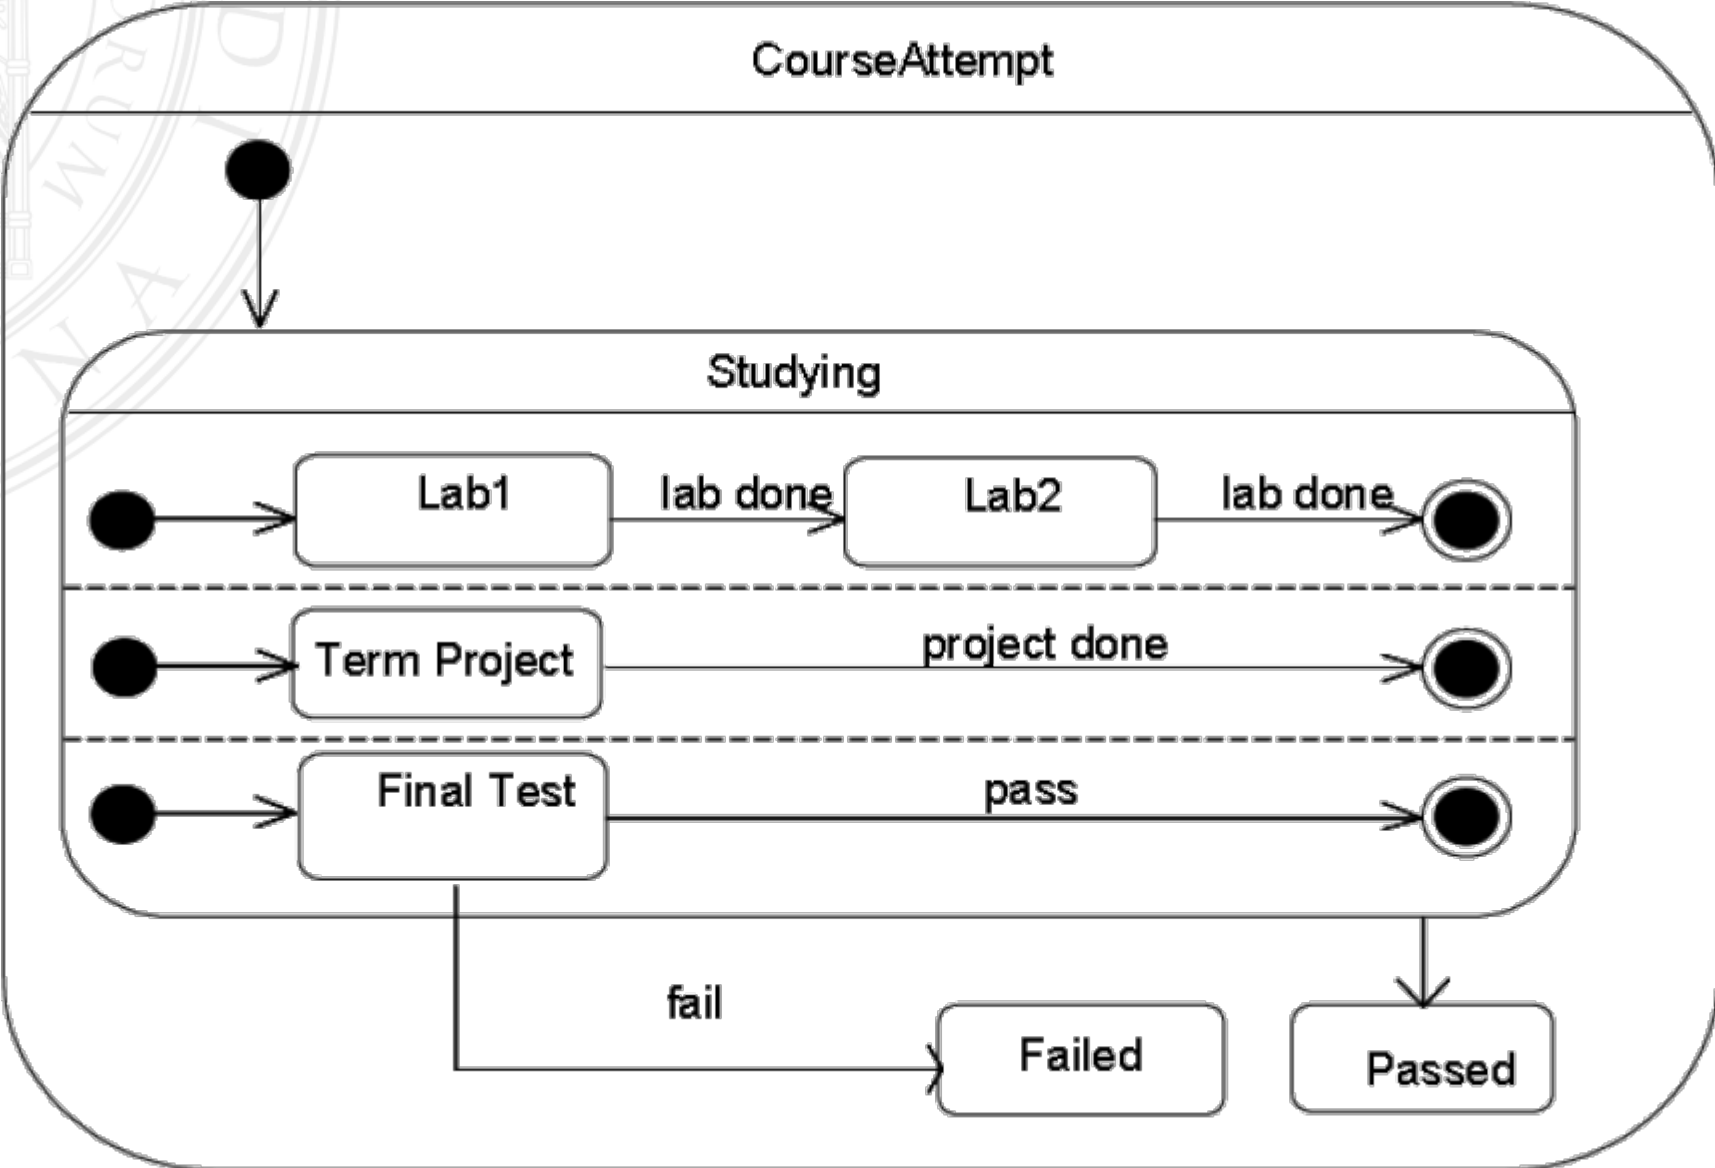 CourseAttempt
Studying
Lab1
lab done
Lab2
lab done
Term Project
project done
Final Test
pass
fail
Failed
Passed